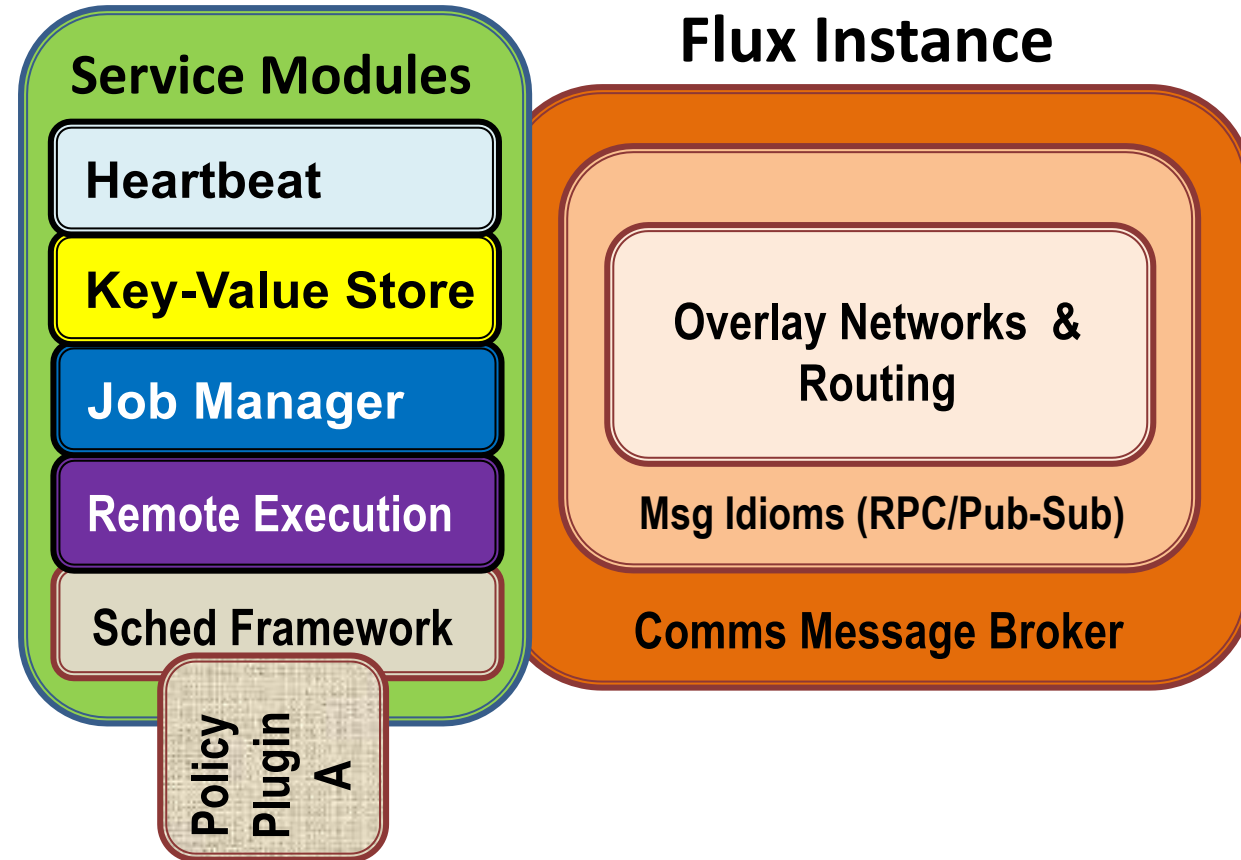 Flux Instance
Service Modules
Heartbeat
Key-Value Store
Job Manager
Remote Execution
Sched Framework
Policy
Plugin
A
Overlay Networks &
Routing
Msg Idioms (RPC/Pub-Sub)
Comms Message Broker